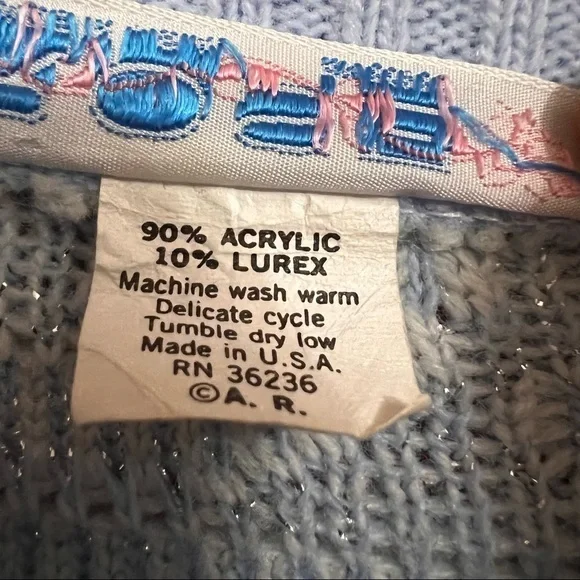 90% ACRYLIC
10% LUREX
Machine wash warm
Delicate cycle
Tumble dry low
Made in U.S.A.
RN 36236
©A. R.